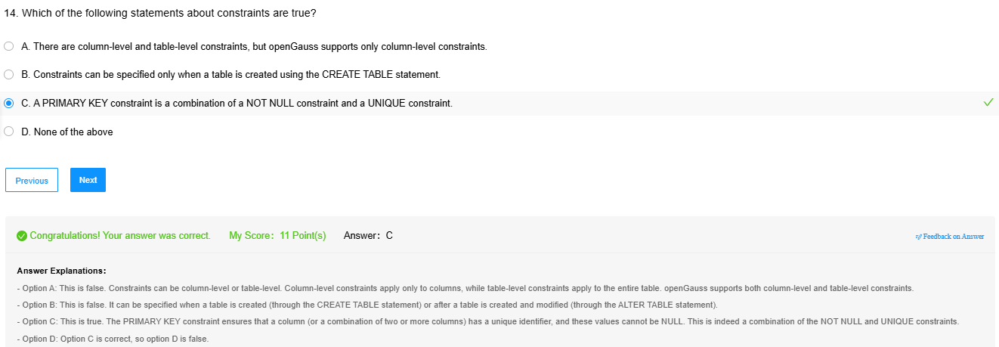 14. Which of the following statements about constraints are true?
A. There are column-level and table-level constraints, but openGauss supports only column-level constraints.
B. Constraints can be specified only when a table is created using the CREATE TABLE statement.
C. A PRIMARY KEY constraint is a combination of a NOT NULL constraint and a UNIQUE constraint.
D. None of the above
Previous Next
Congratulations! Your answer was correct. My Score: 11 Point(s) Answer: C Feedback on Answer
Answer Explanations:
- Option A: This is false. Constraints can be column-level or table-level. Column-level constraints apply only to columns, while table-level constraints apply to the entire table. openGauss supports both column-level and table-level constraints.
- Option B: This is false. It can be specified when a table is created (through the CREATE TABLE statement) or after a table is created and modified (through the ALTER TABLE statement).
- Option C: This is true. The PRIMARY KEY constraint ensures that a column (or a combination of two or more columns) has a unique identifier, and these values cannot be NULL. This is indeed a combination of the NOT NULL and UNIQUE constraints.
- Option D: Option C is correct, so option D is false.